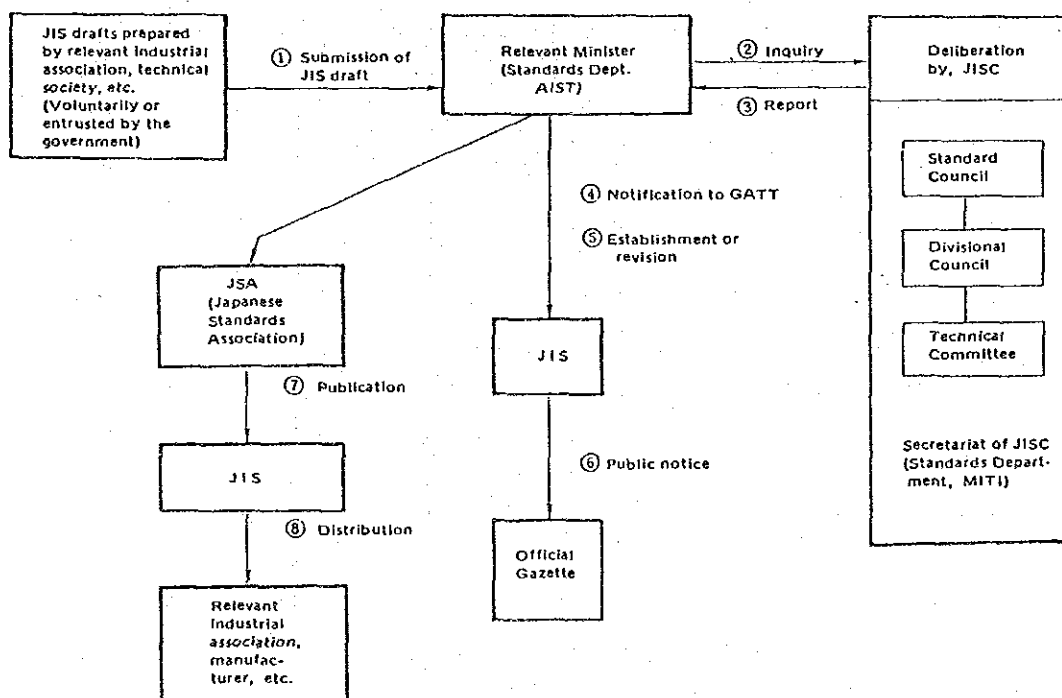 JIS drafts prepared
by relevant industrial
association, technical
society, etc.
(Voluntarily or
entrusted by the
government)
① Submission of
JIS draft
Relevant Minister
(Standards Dept.
AIST)
② Inquiry
③ Report
Deliberation
by, JISC
Standard
Council
Divisional
Council
Technical
Committee
Secretariat of JISC
(Standards Depart-
ment, MITI)
④ Notification to GATT
⑤ Establishment or
revision
JIS
⑥ Public notice
Official
Gazette
JSA
(Japanese
Standards
Association)
⑦ Publication
JIS
⑧ Distribution
Relevant
industrial
association,
manufac-
turer, etc.